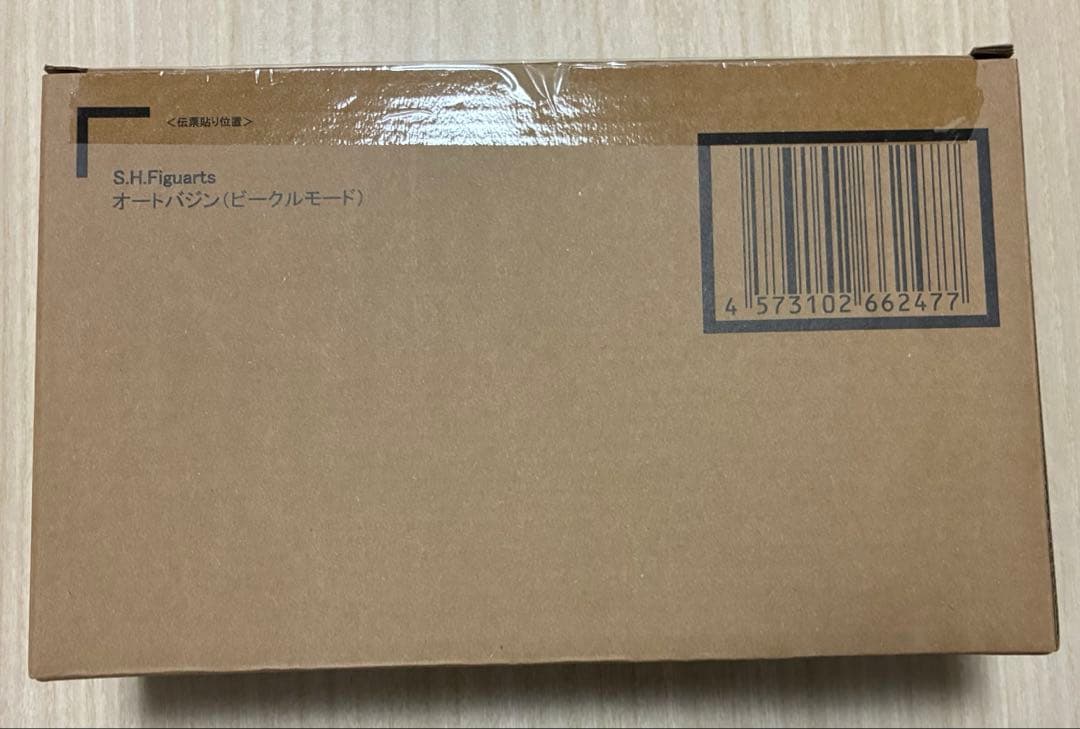 <伝票貼り位置>
S.H.Figuarts
オートバジン(ビークルモード)
4 573102 662477